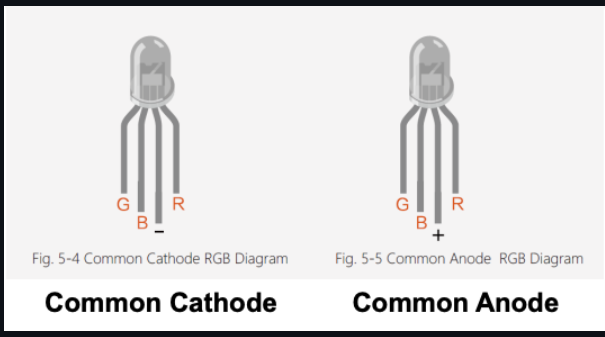 G R G R
B B
- +
Fig. 5-4 Common Cathode RGB Diagram Fig. 5-5 Common Anode  RGB Diagram
Common Cathode Common Anode